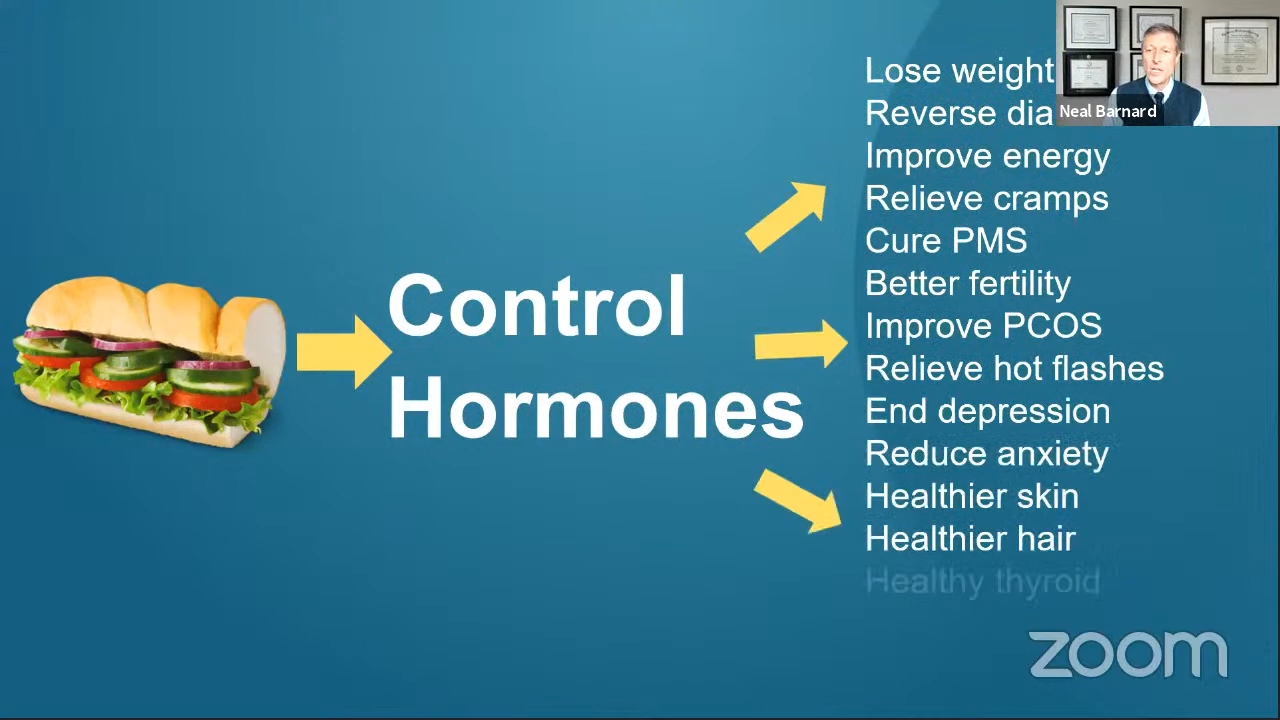 Control
Hormones
Lose weight
Reverse dia
Improve energy
Relieve cramps
Cure PMS
Better fertility
Improve PCOS
Relieve hot flashes
End depression
Reduce anxiety
Healthier skin
Healthier hair
Healthy thyroid
Neal Barnard
zoom